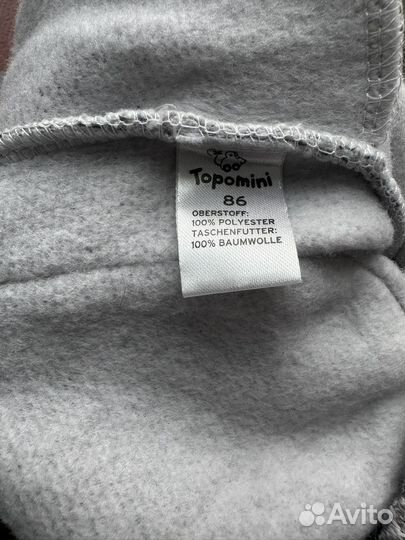 Topomini
86
OBERSTOFF:
100% POLYESTER
TASCHENFUTTER:
100% BAUMWOLLE
Avito